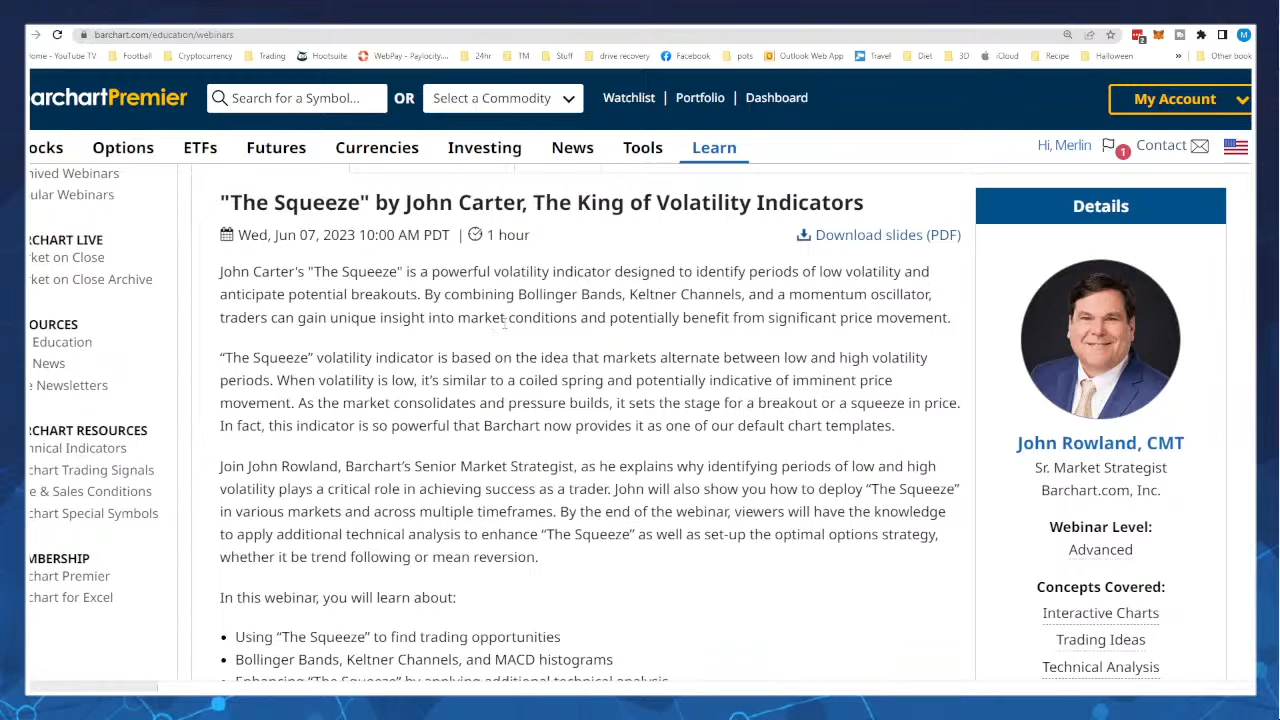 barchart.com/education/webinars
ome - YouTube TV Football Cryptocurrency Trading Hootsuite WebPay - Paylocity... 24hr TM Stuff drive recovery Facebook pots Outlook Web App Travel Diet 3D iCloud Recipe Halloween » Other book
archartPremier Search for a Symbol... OR Select a Commodity Watchlist | Portfolio | Dashboard My Account
ocks Options ETFs Futures Currencies Investing News Tools Learn Hi, Merlin 1 Contact
hived Webinars
ular Webinars
RCHART LIVE
rket on Close
rket on Close Archive
OURCES
Education
News
e Newsletters
RCHART RESOURCES
hnical Indicators
chart Trading Signals
e & Sales Conditions
chart Special Symbols
MBERSHIP
chart Premier
chart for Excel
"The Squeeze" by John Carter, The King of Volatility Indicators
Wed, Jun 07, 2023 10:00 AM PDT | 1 hour Download slides (PDF)
John Carter's "The Squeeze" is a powerful volatility indicator designed to identify periods of low volatility and
anticipate potential breakouts. By combining Bollinger Bands, Keltner Channels, and a momentum oscillator,
traders can gain unique insight into market conditions and potentially benefit from significant price movement.
“The Squeeze” volatility indicator is based on the idea that markets alternate between low and high volatility
periods. When volatility is low, it’s similar to a coiled spring and potentially indicative of imminent price
movement. As the market consolidates and pressure builds, it sets the stage for a breakout or a squeeze in price.
In fact, this indicator is so powerful that Barchart now provides it as one of our default chart templates.
Join John Rowland, Barchart’s Senior Market Strategist, as he explains why identifying periods of low and high
volatility plays a critical role in achieving success as a trader. John will also show you how to deploy “The Squeeze”
in various markets and across multiple timeframes. By the end of the webinar, viewers will have the knowledge
to apply additional technical analysis to enhance “The Squeeze” as well as set-up the optimal options strategy,
whether it be trend following or mean reversion.
In this webinar, you will learn about:
• Using “The Squeeze” to find trading opportunities
• Bollinger Bands, Keltner Channels, and MACD histograms
• Enhancing “The Squeeze” by applying additional technical analysis
Details
John Rowland, CMT
Sr. Market Strategist
Barchart.com, Inc.
Webinar Level:
Advanced
Concepts Covered:
Interactive Charts
Trading Ideas
Technical Analysis